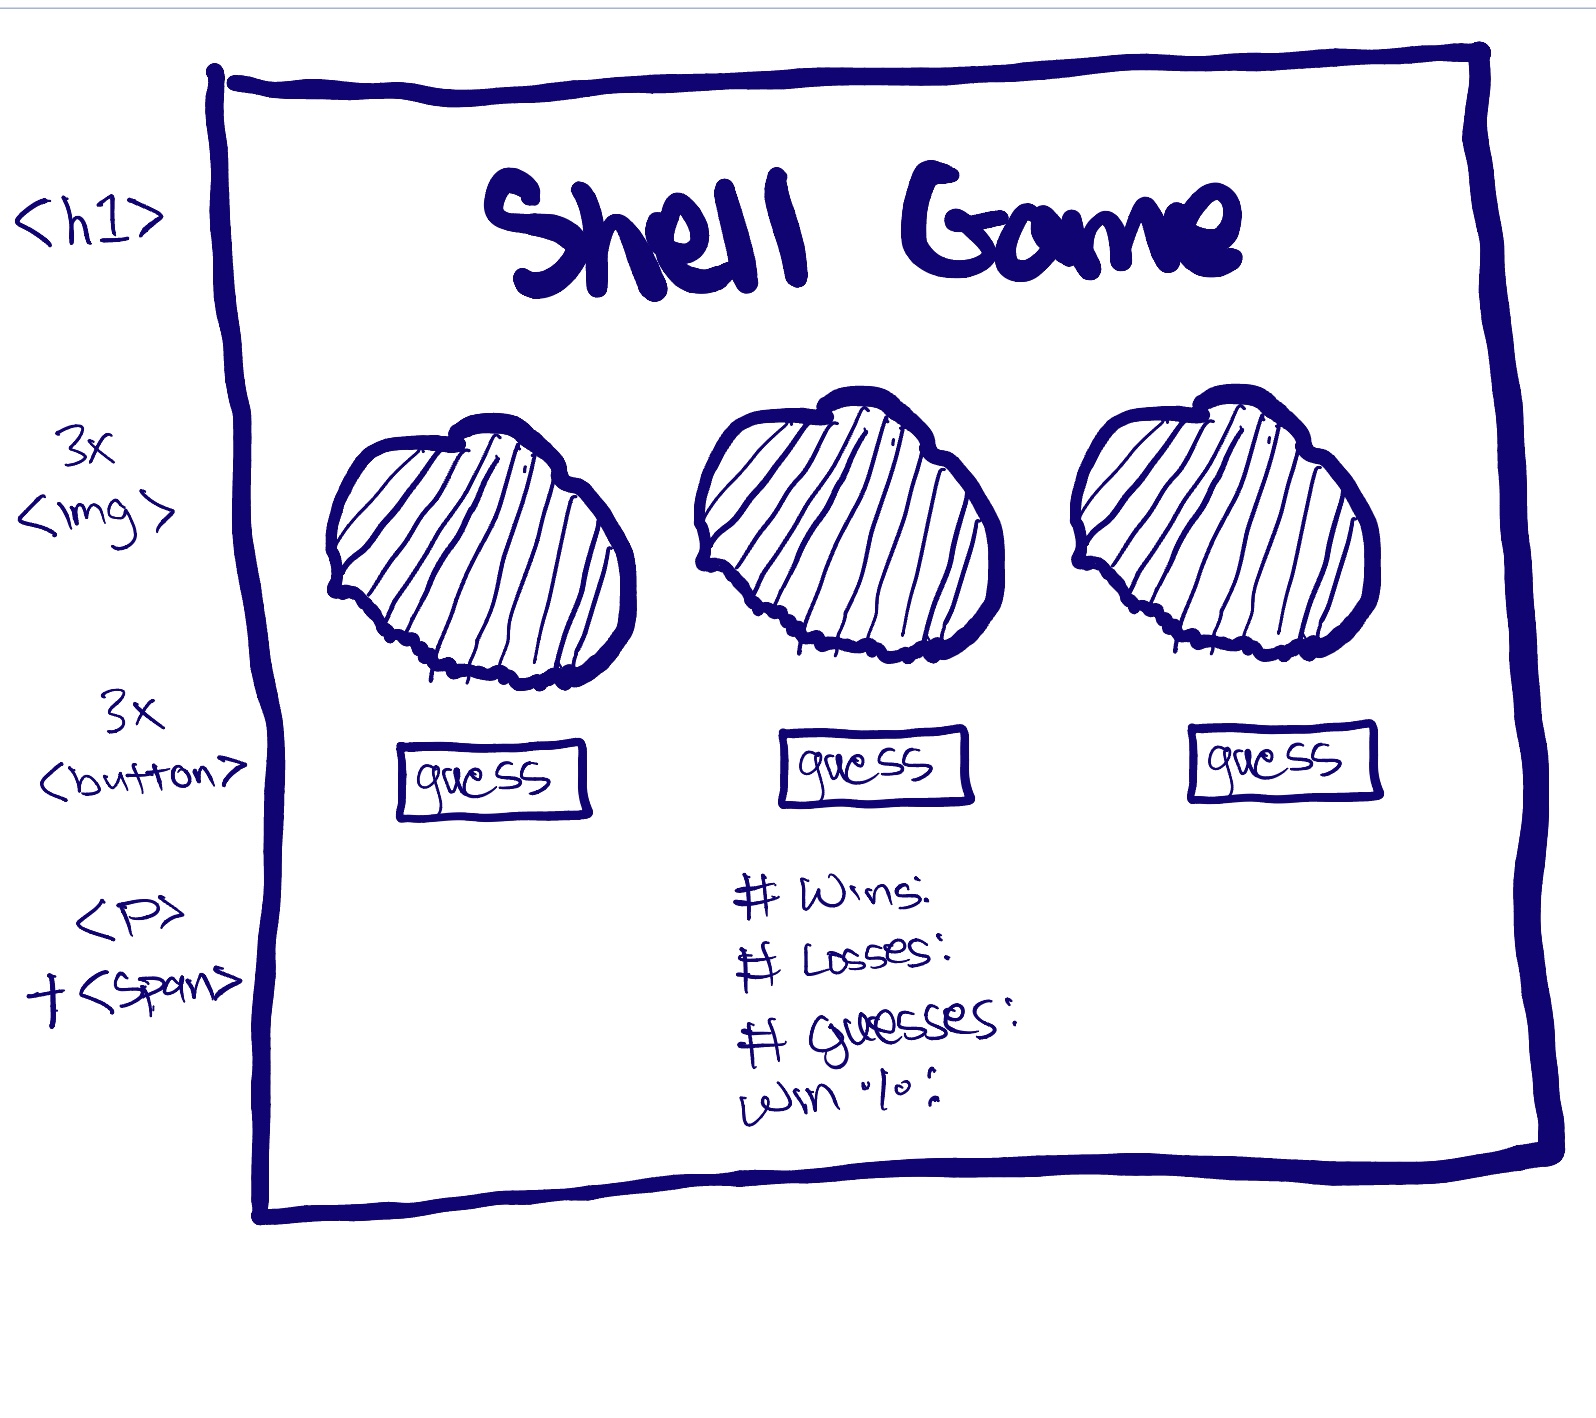 Shell Game
<h1>
3x
<img>
3x
<button>
guess
guess
guess
<P>
+ <span>
# Wins:
# Losses:
# guesses:
Win %: